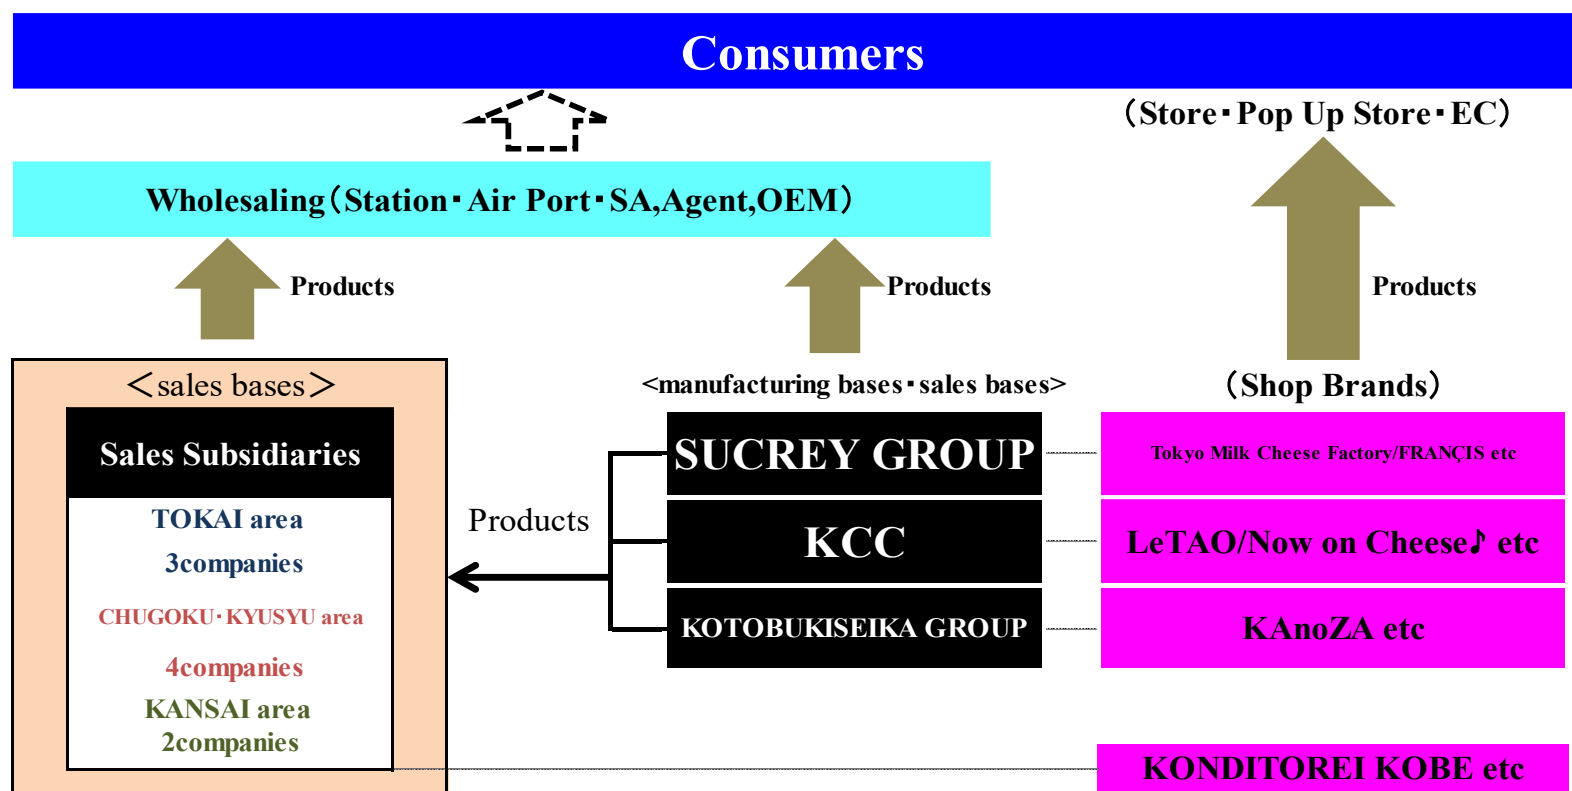 Consumers
（Store・Pop Up Store・EC）
Wholesaling（Station・Air Port・SA,Agent,OEM）
Products
Products
Products
＜sales bases＞
<manufacturing bases・sales bases>
（Shop Brands）
Sales Subsidiaries
SUCREY GROUP
Tokyo Milk Cheese Factory/FRANÇIS etc
TOKAI area
3companies
Products
KCC
LeTAO/Now on Cheese♪ etc
CHUGOKU・KYUSYU area
4companies
KOTOBUKISEIKA GROUP
KAnoZA etc
KANSAI area
2companies
KONDITOREI KOBE etc